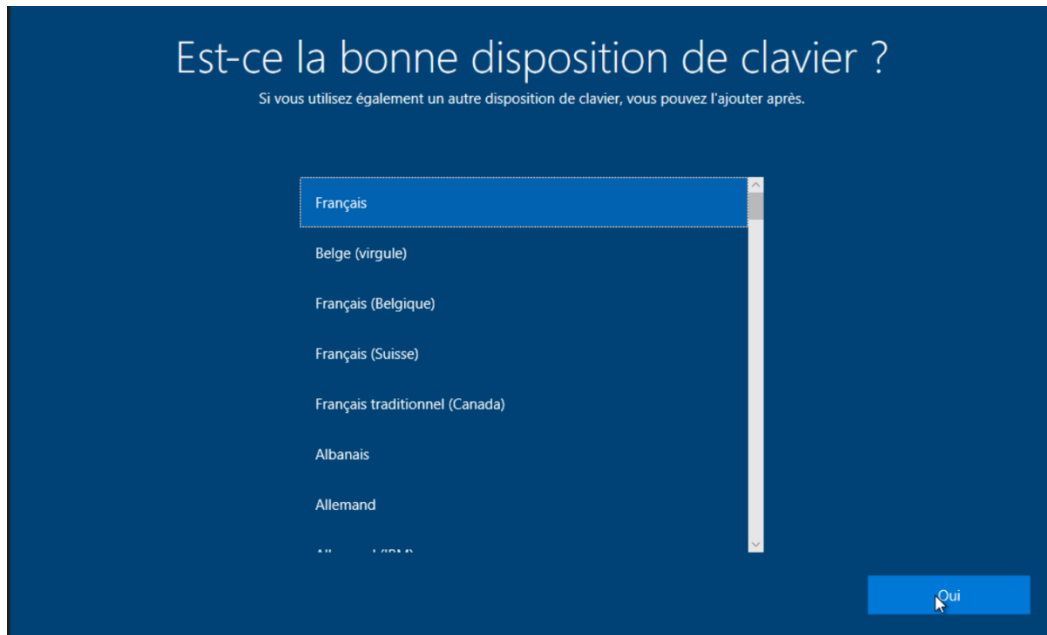 Est-ce la bonne disposition de clavier ?
Si vous utilisez également un autre disposition de clavier, vous pouvez l'ajouter après.
Français
Belge (virgule)
Français (Belgique)
Français (Suisse)
Français traditionnel (Canada)
Albanais
Allemand
Oui